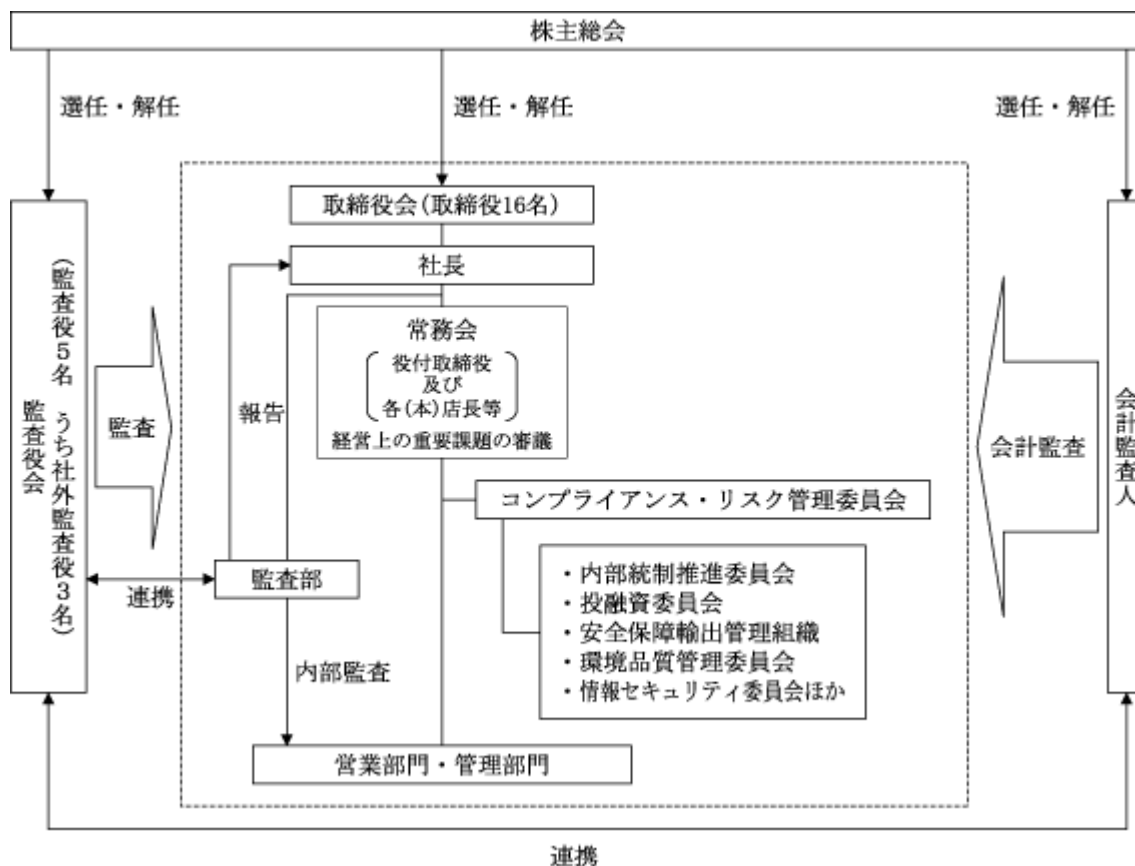 株主総会
選任・解任
選任・解任
選任・解任
取締役会(取締役16名)
社長
常務会
役付取締役
及び
各(本)店長等
経営上の重要課題の審議
報告
監査役会
(監査役5名 うち社外監査役3名)
監査
会計監査
会計監査人
コンプライアンス・リスク管理委員会
監査部
連携
・内部統制推進委員会
・投融資委員会
・安全保障輸出管理組織
・環境品質管理委員会
・情報セキュリティ委員会ほか
内部監査
営業部門・管理部門
連携